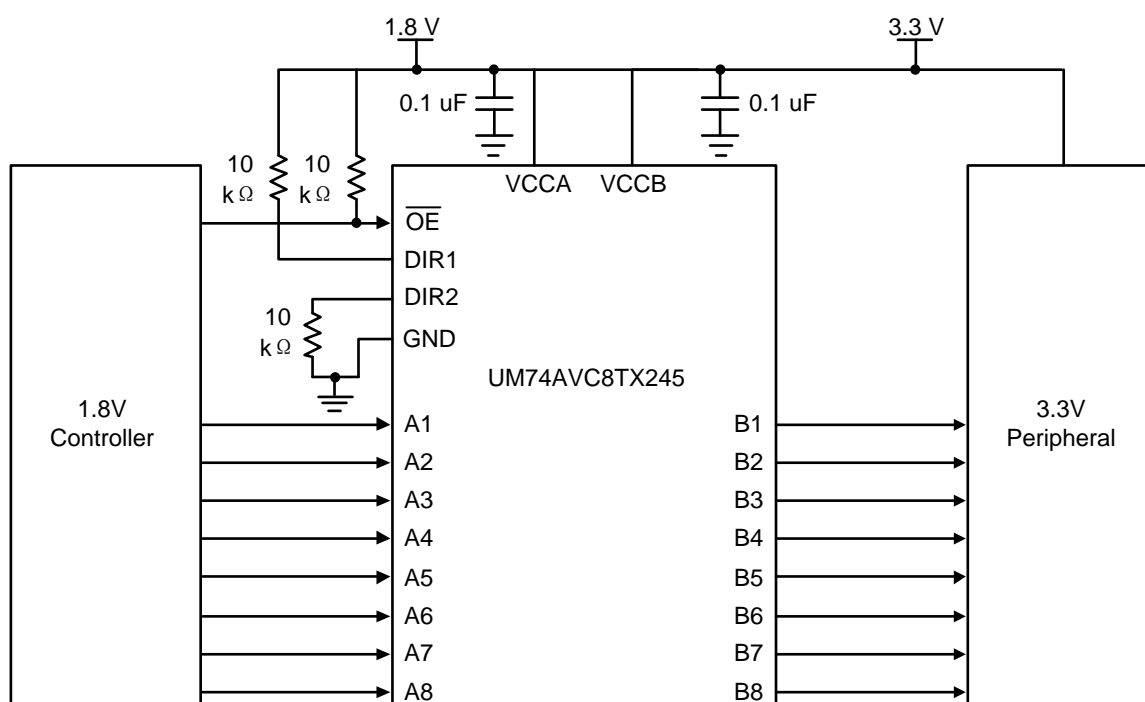 1.8 V
3.3 V
0.1 uF
0.1 uF
10
kΩ
10
kΩ
VCCA
VCCB
OE
DIR1
DIR2
GND
10
kΩ
UM74AVC8TX245
1.8V
Controller
3.3V
Peripheral
A1
B1
A2
B2
A3
B3
A4
B4
A5
B5
A6
B6
A7
B7
A8
B8